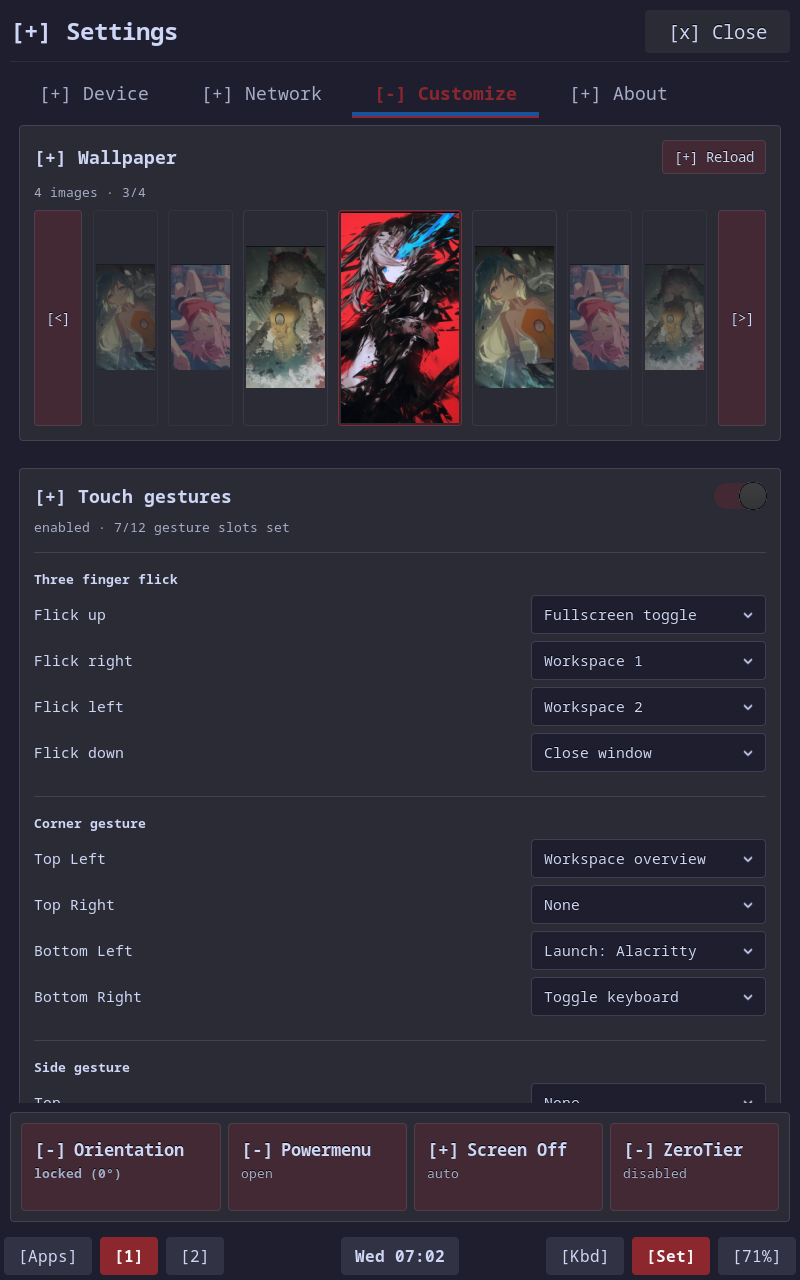 [+] Settings
[x] Close
[+] Device
[+] Network
[-] Customize
[+] About
[+] Wallpaper
[+] Reload
4 images · 3/4
[<]
[>]
[+] Touch gestures
enabled · 7/12 gesture slots set
Three finger flick
Flick up
Fullscreen toggle
Flick right
Workspace 1
Flick left
Workspace 2
Flick down
Close window
Corner gesture
Top Left
Workspace overview
Top Right
None
Bottom Left
Launch: Alacritty
Bottom Right
Toggle keyboard
Side gesture
Top
None
[-] Orientation
locked (0°)
[-] Powermenu
open
[+] Screen Off
auto
[-] ZeroTier
disabled
[Apps]
[1]
[2]
Wed 07:02
[Kbd]
[Set]
[71%]